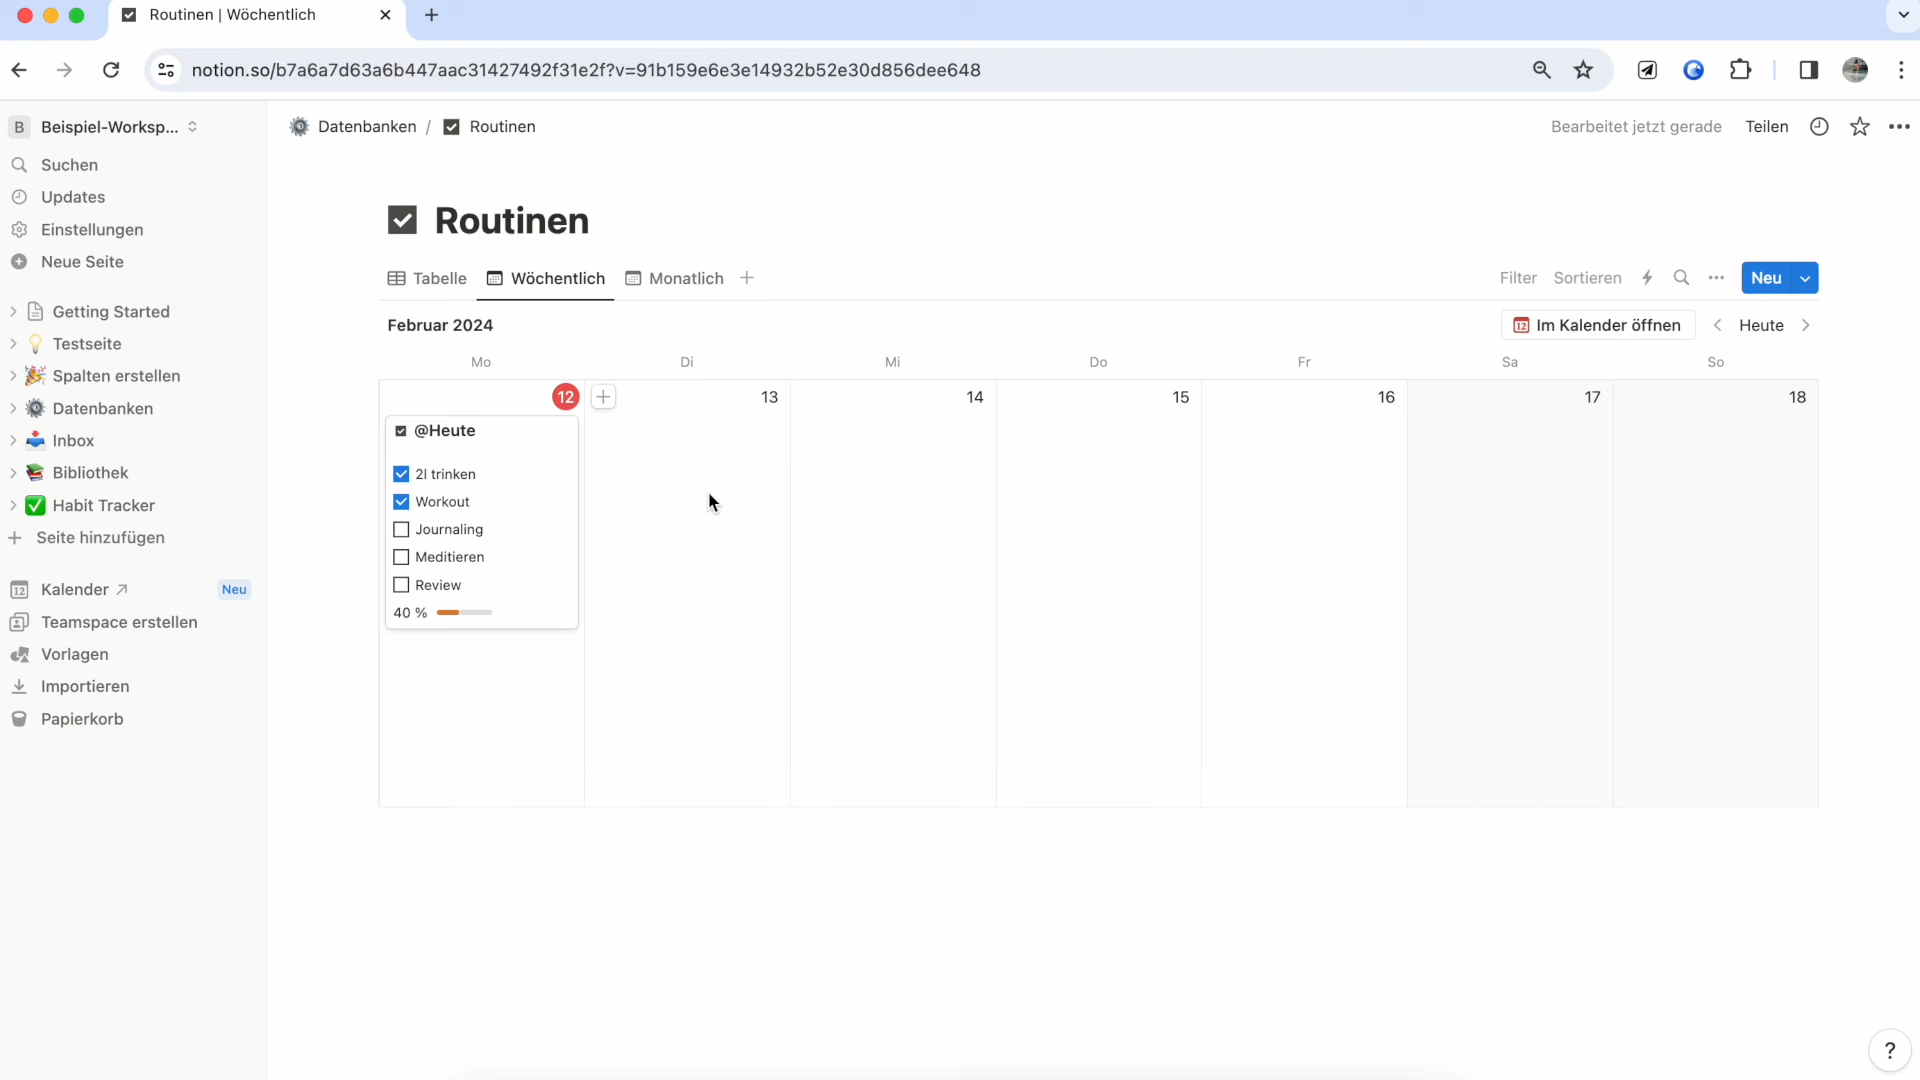 Routinen | Wöchentlich
notion.so/b7a6a7d63a6b447aac31427492f31e2f?v=91b159e6e3e14932b52e30d856dee648
B Beispiel-Worksp...
Datenbanken / Routinen
Bearbeitet jetzt gerade Teilen
Suchen
Updates
Einstellungen
Neue Seite
Getting Started
Testseite
Spalten erstellen
Datenbanken
Inbox
Bibliothek
Habit Tracker
Seite hinzufügen
12 Kalender ↗ Neu
Teamspace erstellen
Vorlagen
Importieren
Papierkorb
Routinen
Tabelle Wöchentlich Monatlich +
Filter Sortieren ... Neu
Februar 2024
12 Im Kalender öffnen < Heute >
Mo Di Mi Do Fr Sa So
12 + 13 14 15 16 17 18
@Heute
2l trinken
Workout
Journaling
Meditieren
Review
40 %
?